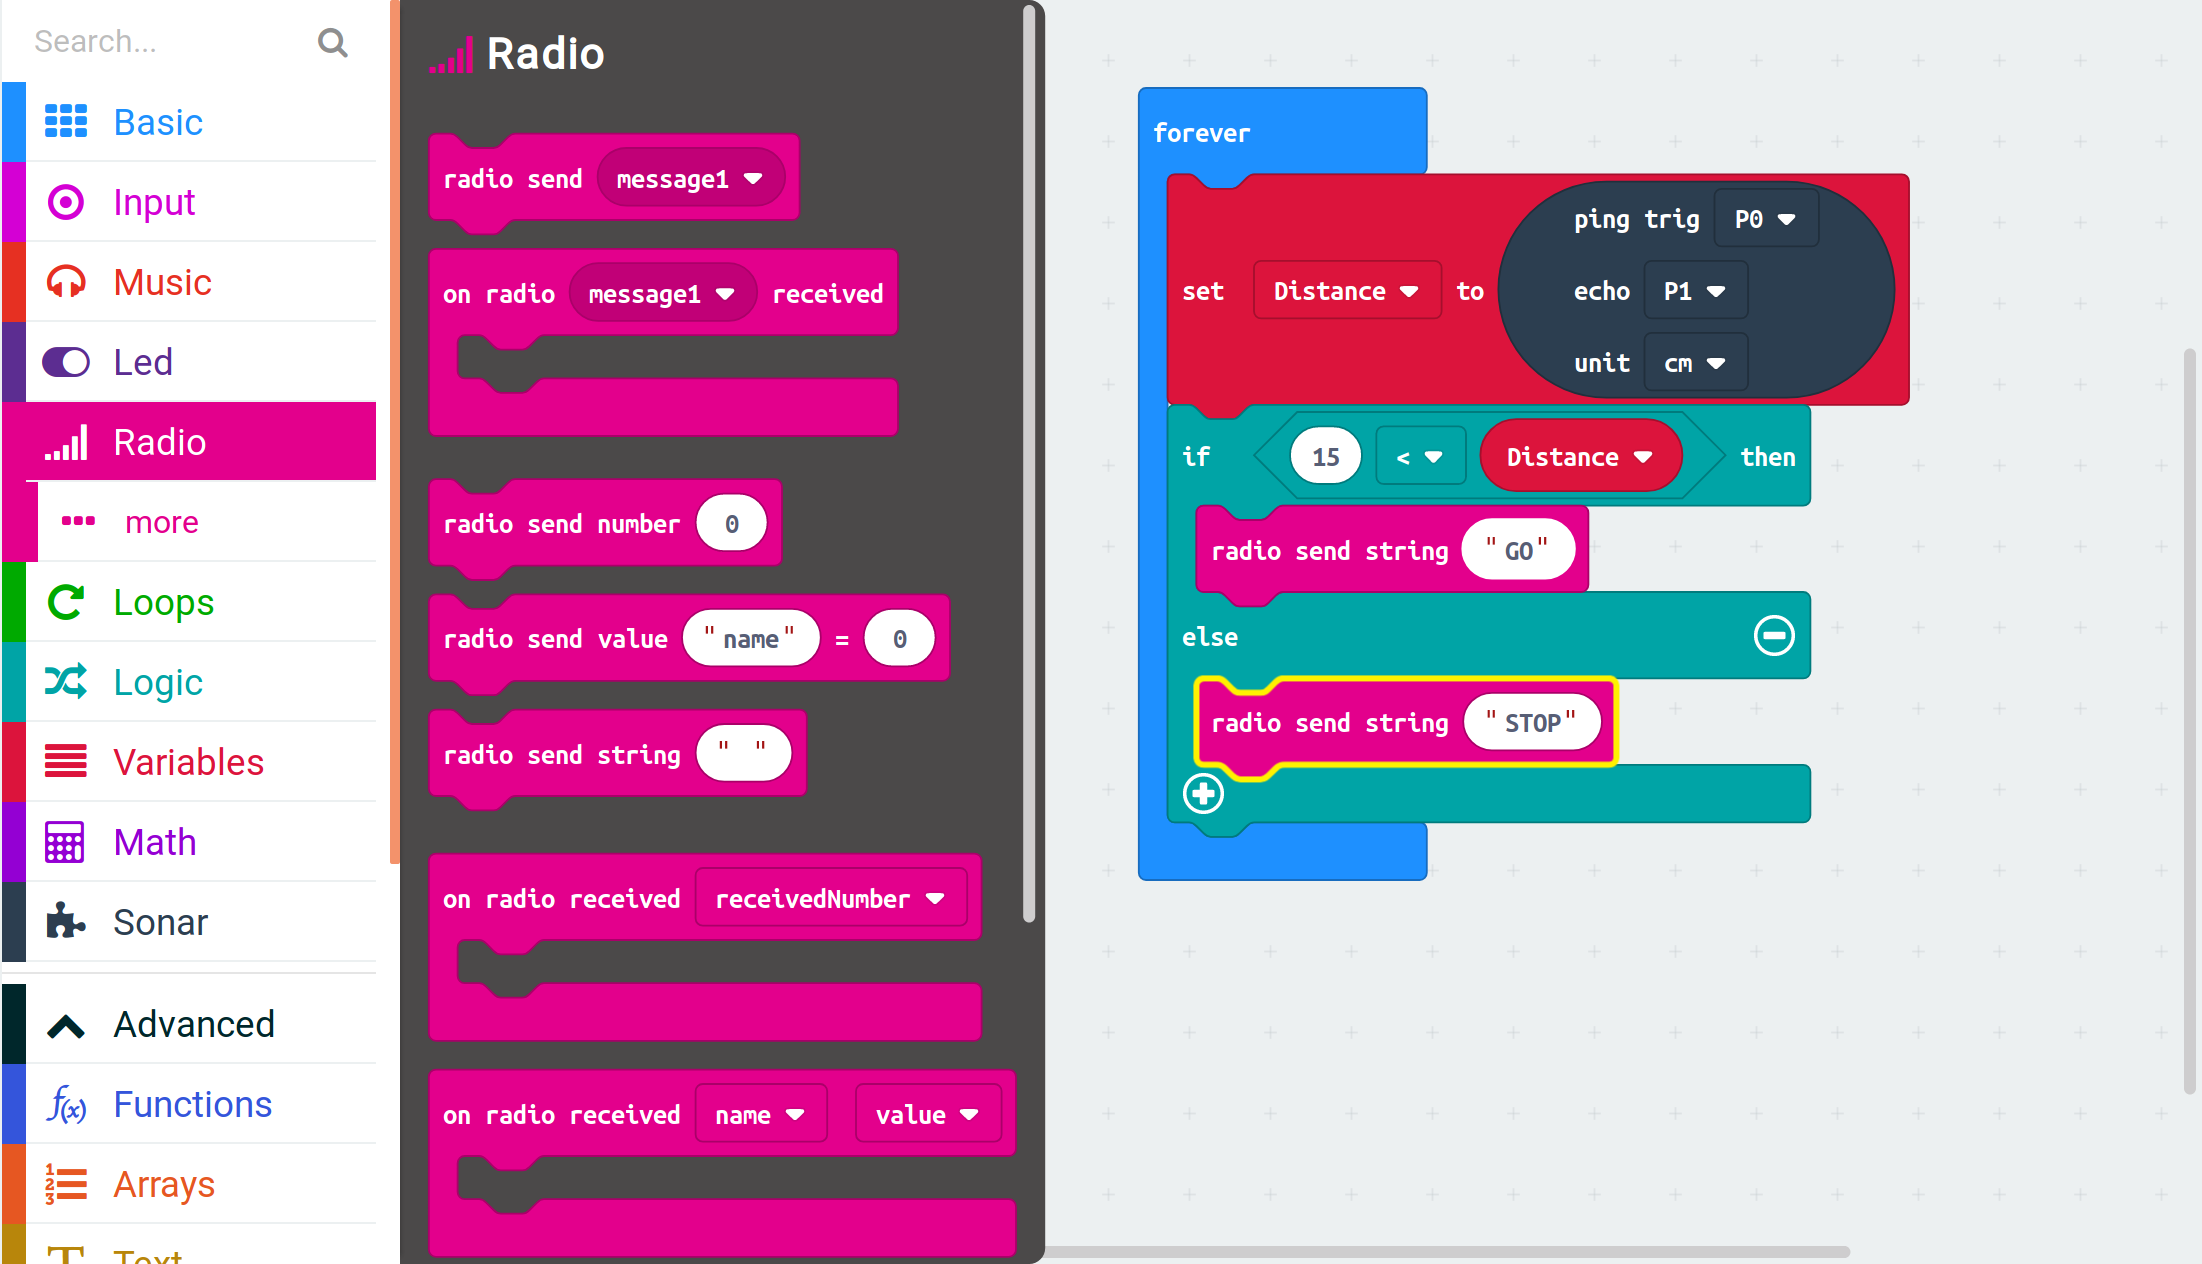 Search...
Basic
Input
Music
Led
Radio
more
Loops
Logic
Variables
Math
Sonar
Advanced
Functions
Arrays
Text
Radio
radio send message1
on radio message1 received
radio send number 0
radio send value "name" = 0
radio send string " "
on radio received receivedNumber
on radio received name value
forever
set Distance to ping trig P0
echo P1
unit cm
if 15 < Distance then
radio send string "GO"
else
radio send string "STOP"